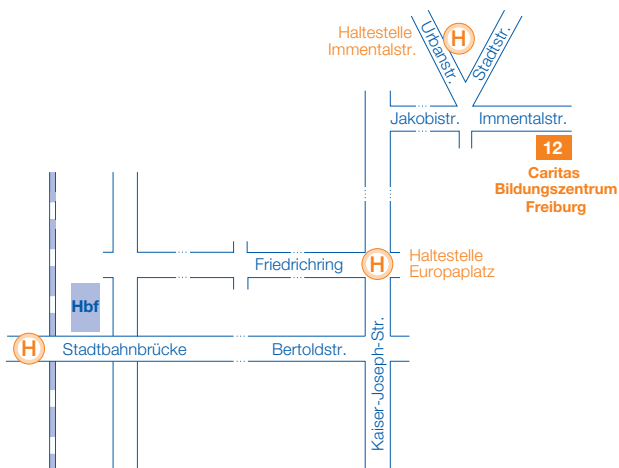 Haltestelle
Immentalstr.
H
Urbanstr.
Stadtstr.
Jakobistr.
Immentalstr.
12
Caritas
Bildungszentrum
Freiburg
Friedrichring
H
Haltestelle
Europaplatz
Hbf
H
Stadtbahnbrücke
Bertoldstr.
Kaiser-Joseph-Str.